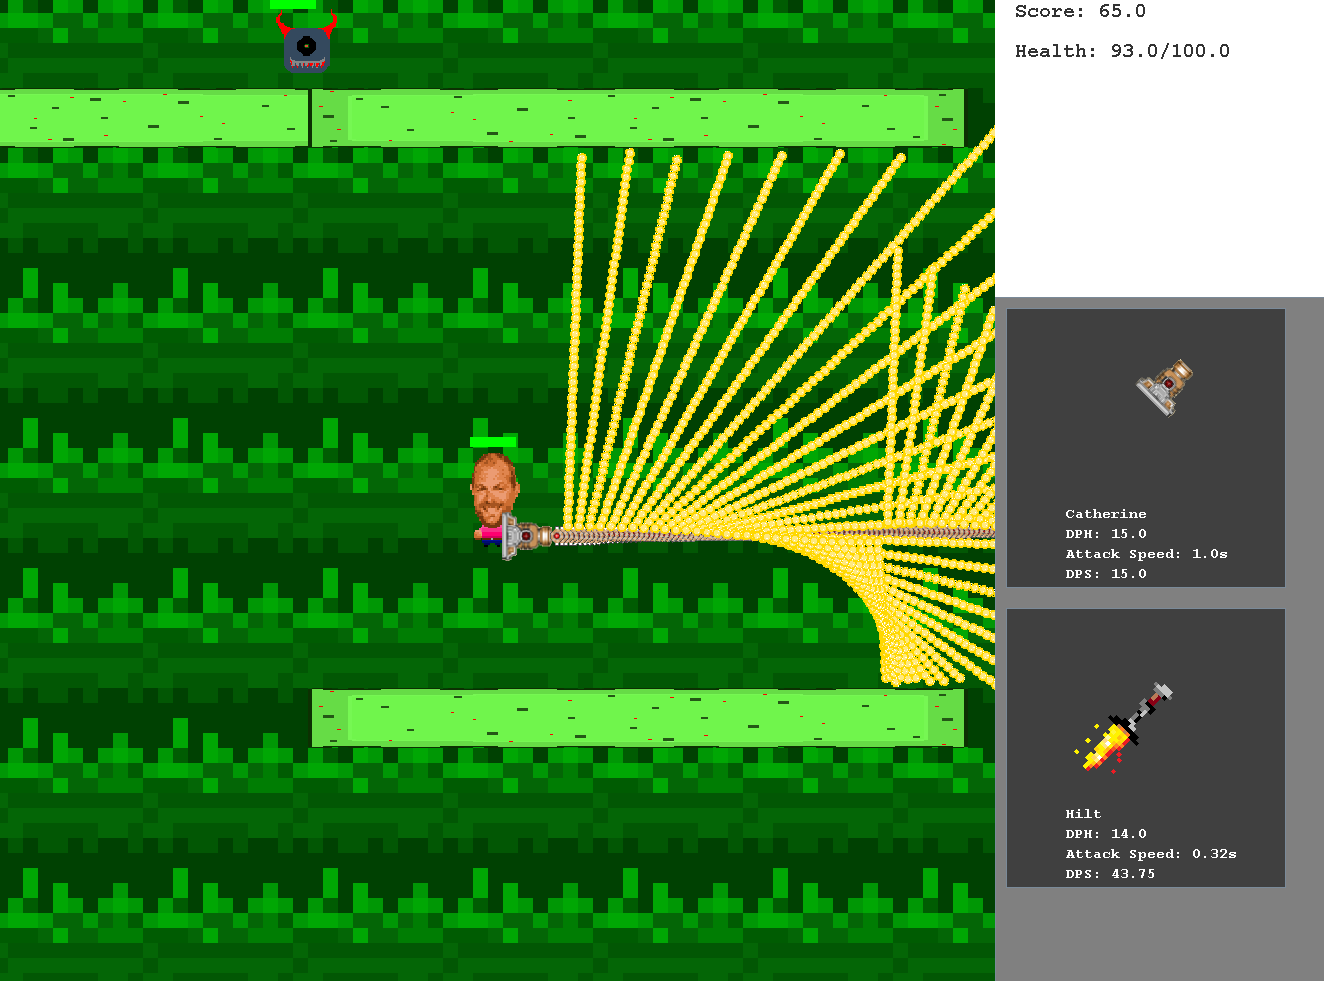 Score: 65.0
Health: 93.0/100.0
Catherine
DPH: 15.0
Attack Speed: 1.0s
DPS: 15.0
Hilt
DPH: 14.0
Attack Speed: 0.32s
DPS: 43.75